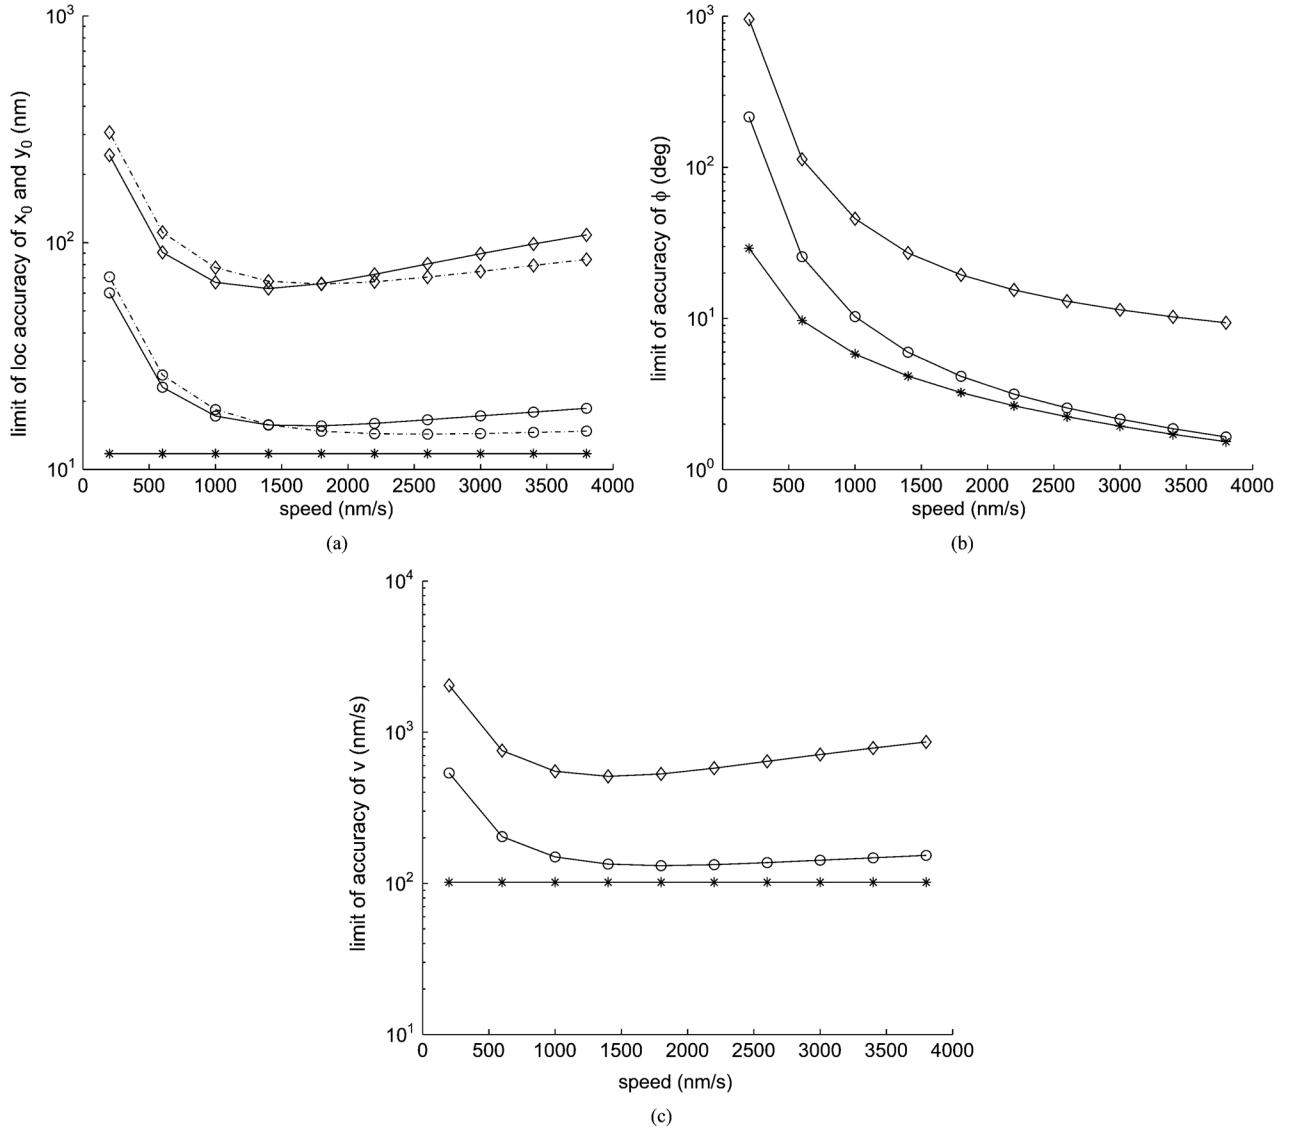 limit of loc accuracy of x0 and y0 (nm)
10³
10²
10¹
0 500 1000 1500 2000 2500 3000 3500 4000
speed (nm/s)
(a)
limit of accuracy of ϕ (deg)
10³
10²
10¹
10⁰
0 500 1000 1500 2000 2500 3000 3500 4000
speed (nm/s)
(b)
limit of accuracy of v (nm/s)
10⁴
10³
10²
10¹
0 500 1000 1500 2000 2500 3000 3500 4000
speed (nm/s)
(c)